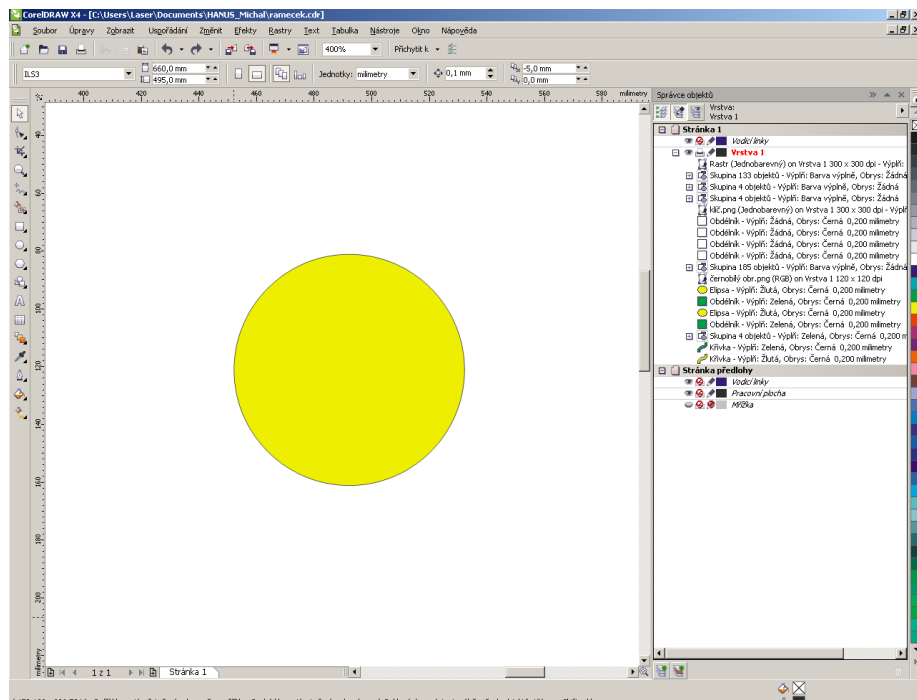 CorelDRAW X4 - [C:\Users\Laser\Documents\HANUS_Michal\ramecek.cdr]
Soubor Úpravy Zobrazit Uspořádání Změnit Efekty Rastry Text Tabulka Nástroje Okno Nápověda
400% Přichytit k
ILS3 660,0 mm 495,0 mm Jednotky: milimetry 0,1 mm -5,0 mm 0,0 mm
400 420 440 460 480 500 520 540 560 580 milimetry
40
60
80
100
120
140
160
180
200
milimetry
Správce objektů
Vrstva:
Vrstva 1
Stránka 1
Vodicí linky
Vrstva 1
Rastr (Jednobarevný) on Vrstva 1 300 x 300 dpi - Výplň:
Skupina 133 objektů - Výplň: Barva výplně, Obrys: Žádná
Skupina 4 objektů - Výplň: Barva výplně, Obrys: Žádná
Skupina 4 objektů - Výplň: Barva výplně, Obrys: Žádná
klíč.png (Jednobarevný) on Vrstva 1 300 x 300 dpi - Výplň
Obdélník - Výplň: Žádná, Obrys: Černá 0,200 milimetry
Obdélník - Výplň: Žádná, Obrys: Černá 0,200 milimetry
Obdélník - Výplň: Žádná, Obrys: Černá 0,200 milimetry
Obdélník - Výplň: Žádná, Obrys: Černá 0,200 milimetry
Skupina 185 objektů - Výplň: Barva výplně, Obrys: Žádná
černobílý obr.png (RGB) on Vrstva 1 120 x 120 dpi
Elipsa - Výplň: Žlutá, Obrys: Černá 0,200 milimetry
Obdélník - Výplň: Zelená, Obrys: Černá 0,200 milimetry
Elipsa - Výplň: Žlutá, Obrys: Černá 0,200 milimetry
Obdélník - Výplň: Zelená, Obrys: Černá 0,200 milimetry
Skupina 4 objektů - Výplň: Zelená, Obrys: Černá 0,200 m
Křivka - Výplň: Zelená, Obrys: Černá 0,200 milimetry
Křivka - Výplň: Žlutá, Obrys: Černá 0,200 milimetry
Stránka předlohy
Vodicí linky
Pracovní plocha
Mřížka
1 z 1 Stránka 1